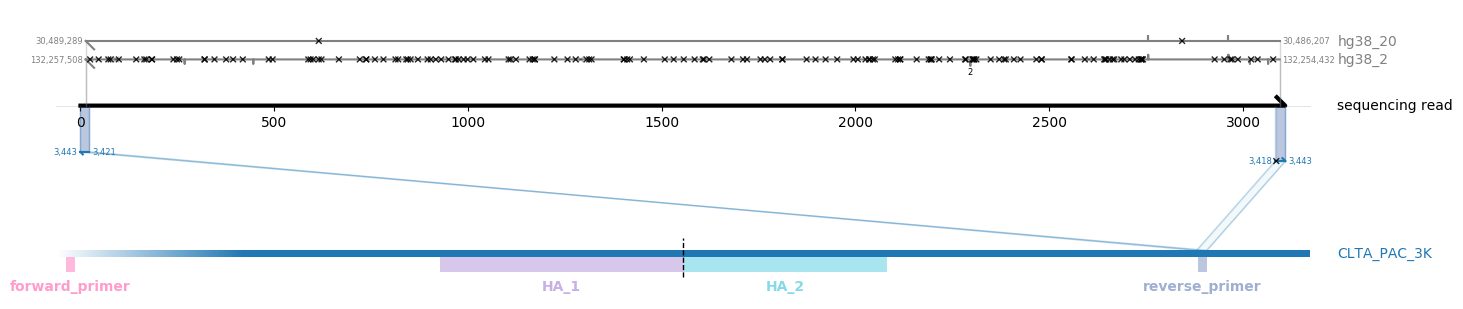 30,489,289 30,486,207 hg38_20
132,257,508 132,254,432 hg38_2
2
sequencing read
0 500 1000 1500 2000 2500 3000
3,443 3,421
3,418 3,443
CLTA_PAC_3K
forward_primer HA_1 HA_2 reverse_primer